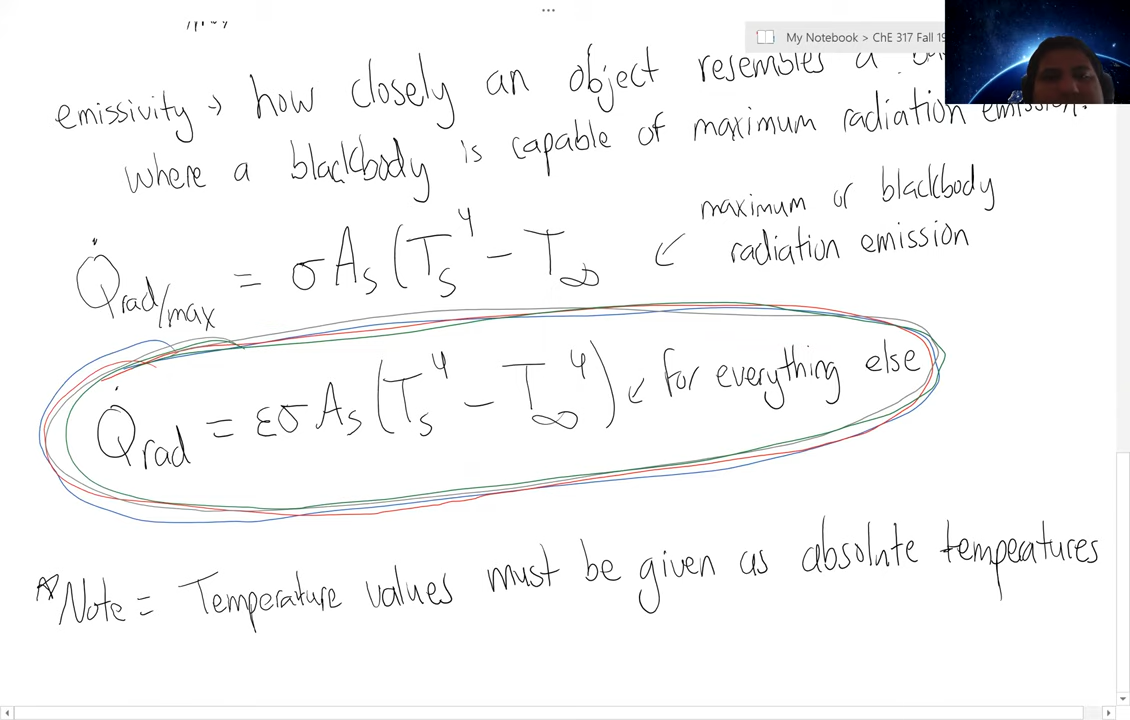 My Notebook > ChE 317 Fall 19
emissivity → how closely an object resembles a
where a blackbody is capable of maximum radiation emission.
Q̇rad/max = σAs(Ts⁴ − T∞
↙ maximum or blackbody
radiation emission
Q̇rad = εσAs(Ts⁴ − T∞⁴) ↙ for everything else
☆Note = Temperature values must be given as absolute tempeatures